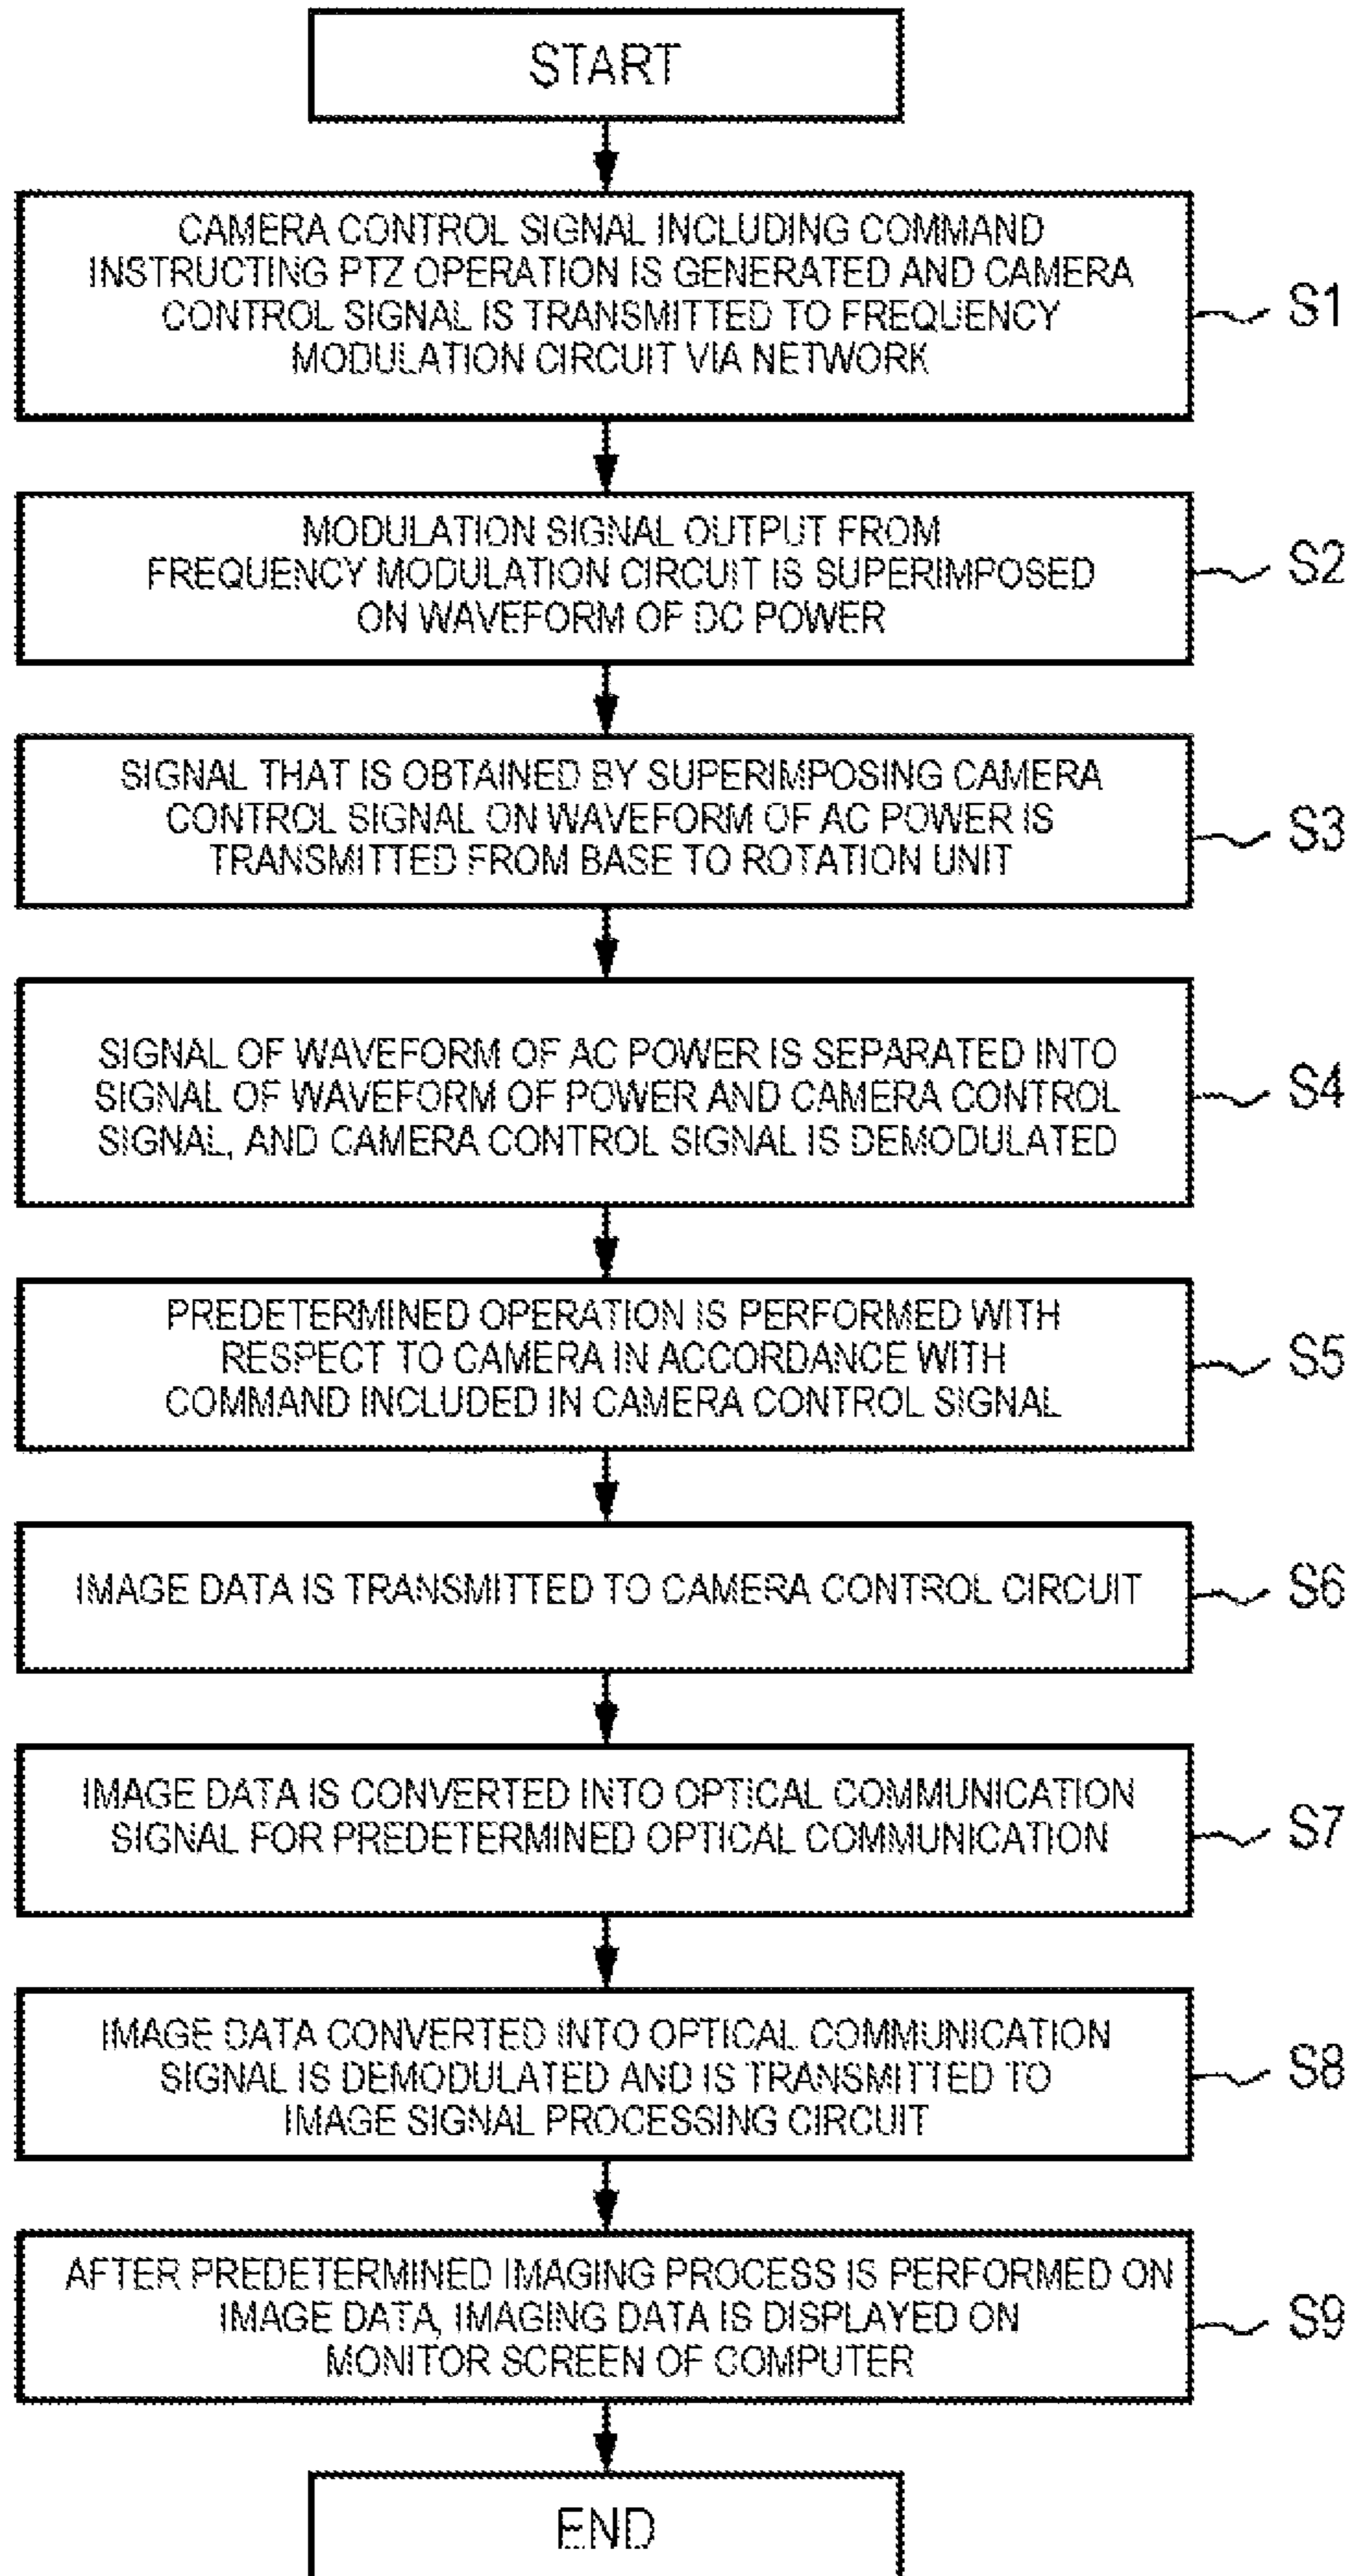 START
CAMERA CONTROL SIGNAL INCLUDING COMMAND
INSTRUCTING PTZ OPERATION IS GENERATED AND CAMERA
CONTROL SIGNAL IS TRANSMITTED TO FREQUENCY
MODULATION CIRCUIT VIA NETWORK
S1
MODULATION SIGNAL OUTPUT FROM
FREQUENCY MODULATION CIRCUIT IS SUPERIMPOSED
ON WAVEFORM OF DC POWER
S2
SIGNAL THAT IS OBTAINED BY SUPERIMPOSING CAMERA
CONTROL SIGNAL ON WAVEFORM OF AC POWER IS
TRANSMITTED FROM BASE TO ROTATION UNIT
S3
SIGNAL OF WAVEFORM OF AC POWER IS SEPARATED INTO
SIGNAL OF WAVEFORM OF POWER AND CAMERA CONTROL
SIGNAL, AND CAMERA CONTROL SIGNAL IS DEMODULATED
S4
PREDETERMINED OPERATION IS PERFORMED WITH
RESPECT TO CAMERA IN ACCORDANCE WITH
COMMAND INCLUDED IN CAMERA CONTROL SIGNAL
S5
IMAGE DATA IS TRANSMITTED TO CAMERA CONTROL CIRCUIT
S6
IMAGE DATA IS CONVERTED INTO OPTICAL COMMUNICATION
SIGNAL FOR PREDETERMINED OPTICAL COMMUNICATION
S7
IMAGE DATA CONVERTED INTO OPTICAL COMMUNICATION
SIGNAL IS DEMODULATED AND IS TRANSMITTED TO
IMAGE SIGNAL PROCESSING CIRCUIT
S8
AFTER PREDETERMINED IMAGING PROCESS IS PERFORMED ON
IMAGE DATA, IMAGING DATA IS DISPLAYED ON
MONITOR SCREEN OF COMPUTER
S9
END